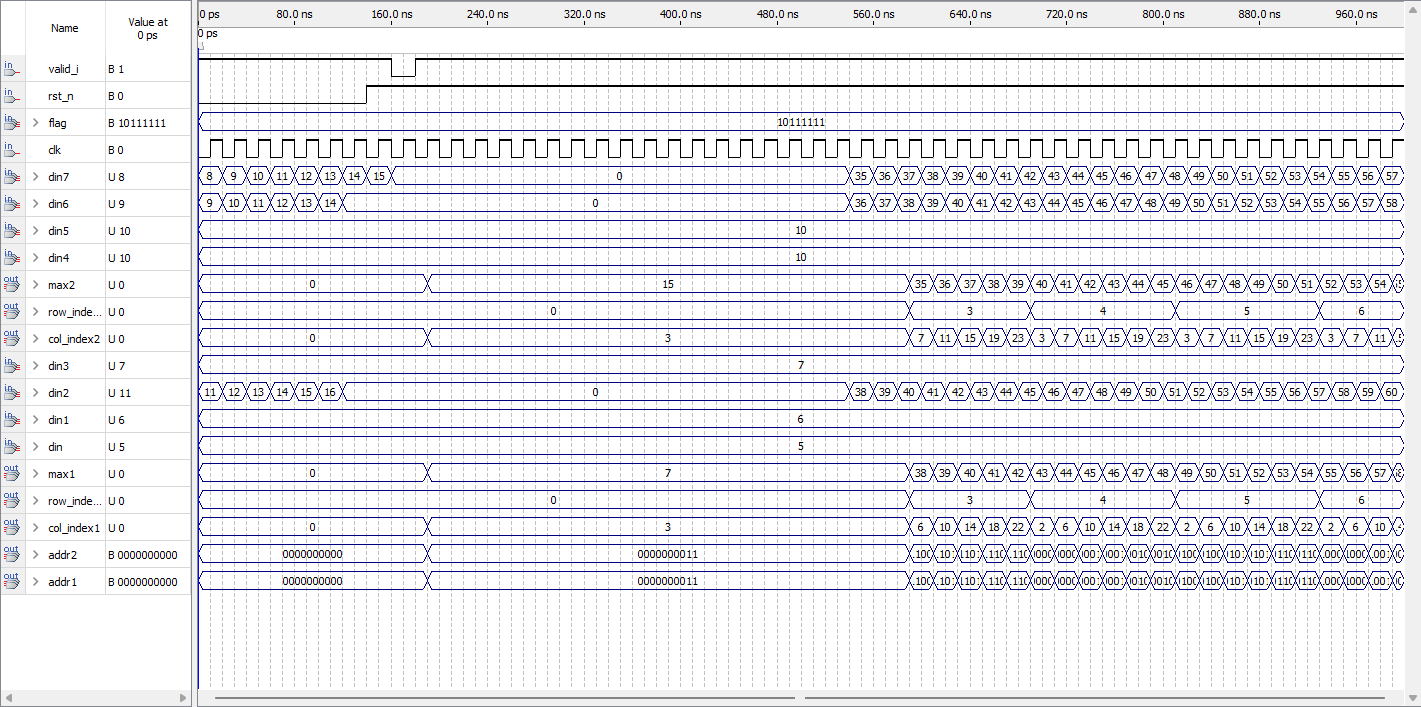 Name Value at 0 ps
0 ps 80.0 ns 160.0 ns 240.0 ns 320.0 ns 400.0 ns 480.0 ns 560.0 ns 640.0 ns 720.0 ns 800.0 ns 880.0 ns 960.0 ns
0 ps
in valid_i B 1
in rst_n B 0
in flag B 10111111 10111111
in clk B 0
in din7 U 8 8 9 10 11 12 13 14 15 0 35 36 37 38 39 40 41 42 43 44 45 46 47 48 49 50 51 52 53 54 55 56 57
in din6 U 9 9 10 11 12 13 14 0 36 37 38 39 40 41 42 43 44 45 46 47 48 49 50 51 52 53 54 55 56 57 58
in din5 U 10 10
in din4 U 10 10
out max2 U 0 0 15 35 36 37 38 39 40 41 42 43 44 45 46 47 48 49 50 51 52 53 54
out row_inde... U 0 0 3 4 5 6
out col_index2 U 0 0 3 7 11 15 19 23 3 7 11 15 19 23 3 7 11 15 19 23 3 7 11
in din3 U 7 7
in din2 U 11 11 12 13 14 15 16 0 38 39 40 41 42 43 44 45 46 47 48 49 50 51 52 53 54 55 56 57 58 59 60
in din1 U 6 6
in din U 5 5
out max1 U 0 0 7 38 39 40 41 42 43 44 45 46 47 48 49 50 51 52 53 54 55 56 57
out row_inde... U 0 0 3 4 5 6
out col_index1 U 0 0 3 6 10 14 18 22 2 6 10 14 18 22 2 6 10 14 18 22 2 6 10
out addr2 B 0000000000 0000000000 0000000011
out addr1 B 0000000000 0000000000 0000000011